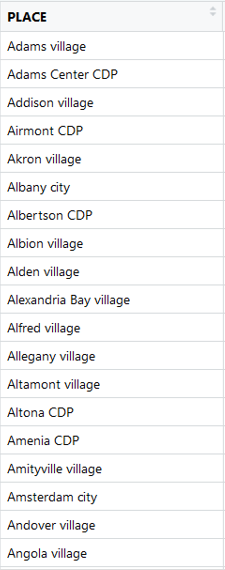 PLACE
Adams village
Adams Center CDP
Addison village
Airmont CDP
Akron village
Albany city
Albertson CDP
Albion village
Alden village
Alexandria Bay village
Alfred village
Allegany village
Altamont village
Altona CDP
Amenia CDP
Amityville village
Amsterdam city
Andover village
Angola village